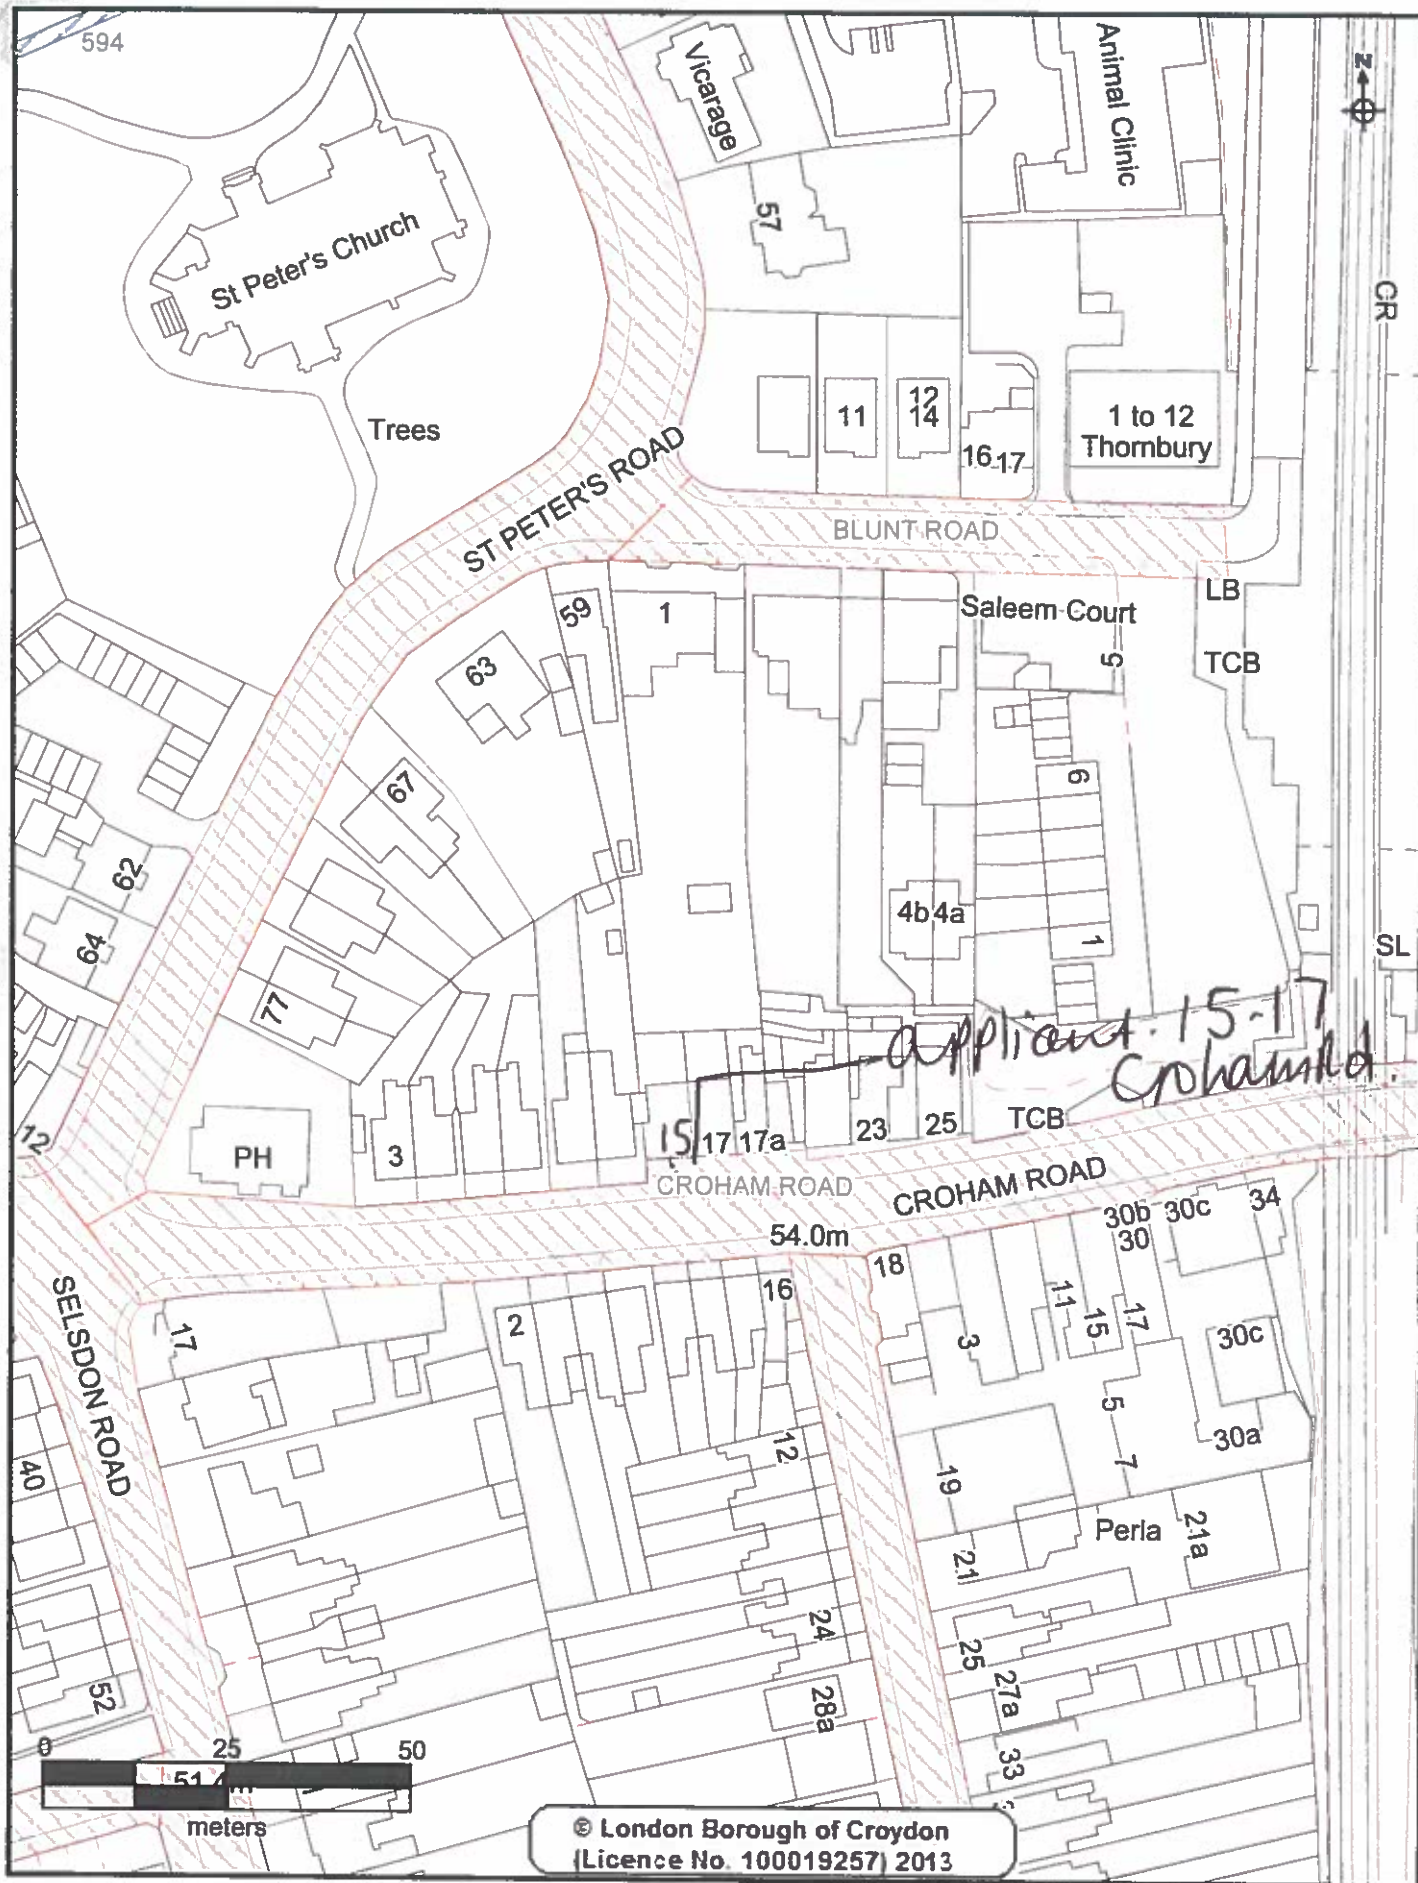 594
Vicarage
Animal Clinic
N
St Peter's Church
57
CR
Trees
11
12
14
16 17
1 to 12
Thornbury
ST PETER'S ROAD
BLUNT ROAD
LB
Saleem Court
5
TCB
59
1
63
67
6
62
64
4b 4a
1
SL
77
applicant. 15-17
Croham Rd.
12
PH
3
15
17
17a
23
25
TCB
CROHAM ROAD
CROHAM ROAD
54.0m
30b
30
30c
34
18
16
2
17
SELSDON ROAD
3
11
15
17
30c
5
7
30a
12
19
40
Perla
21a
21
24
25
27a
28a
33
52
0 25 50
meters
© London Borough of Croydon
(Licence No. 100019257) 2013